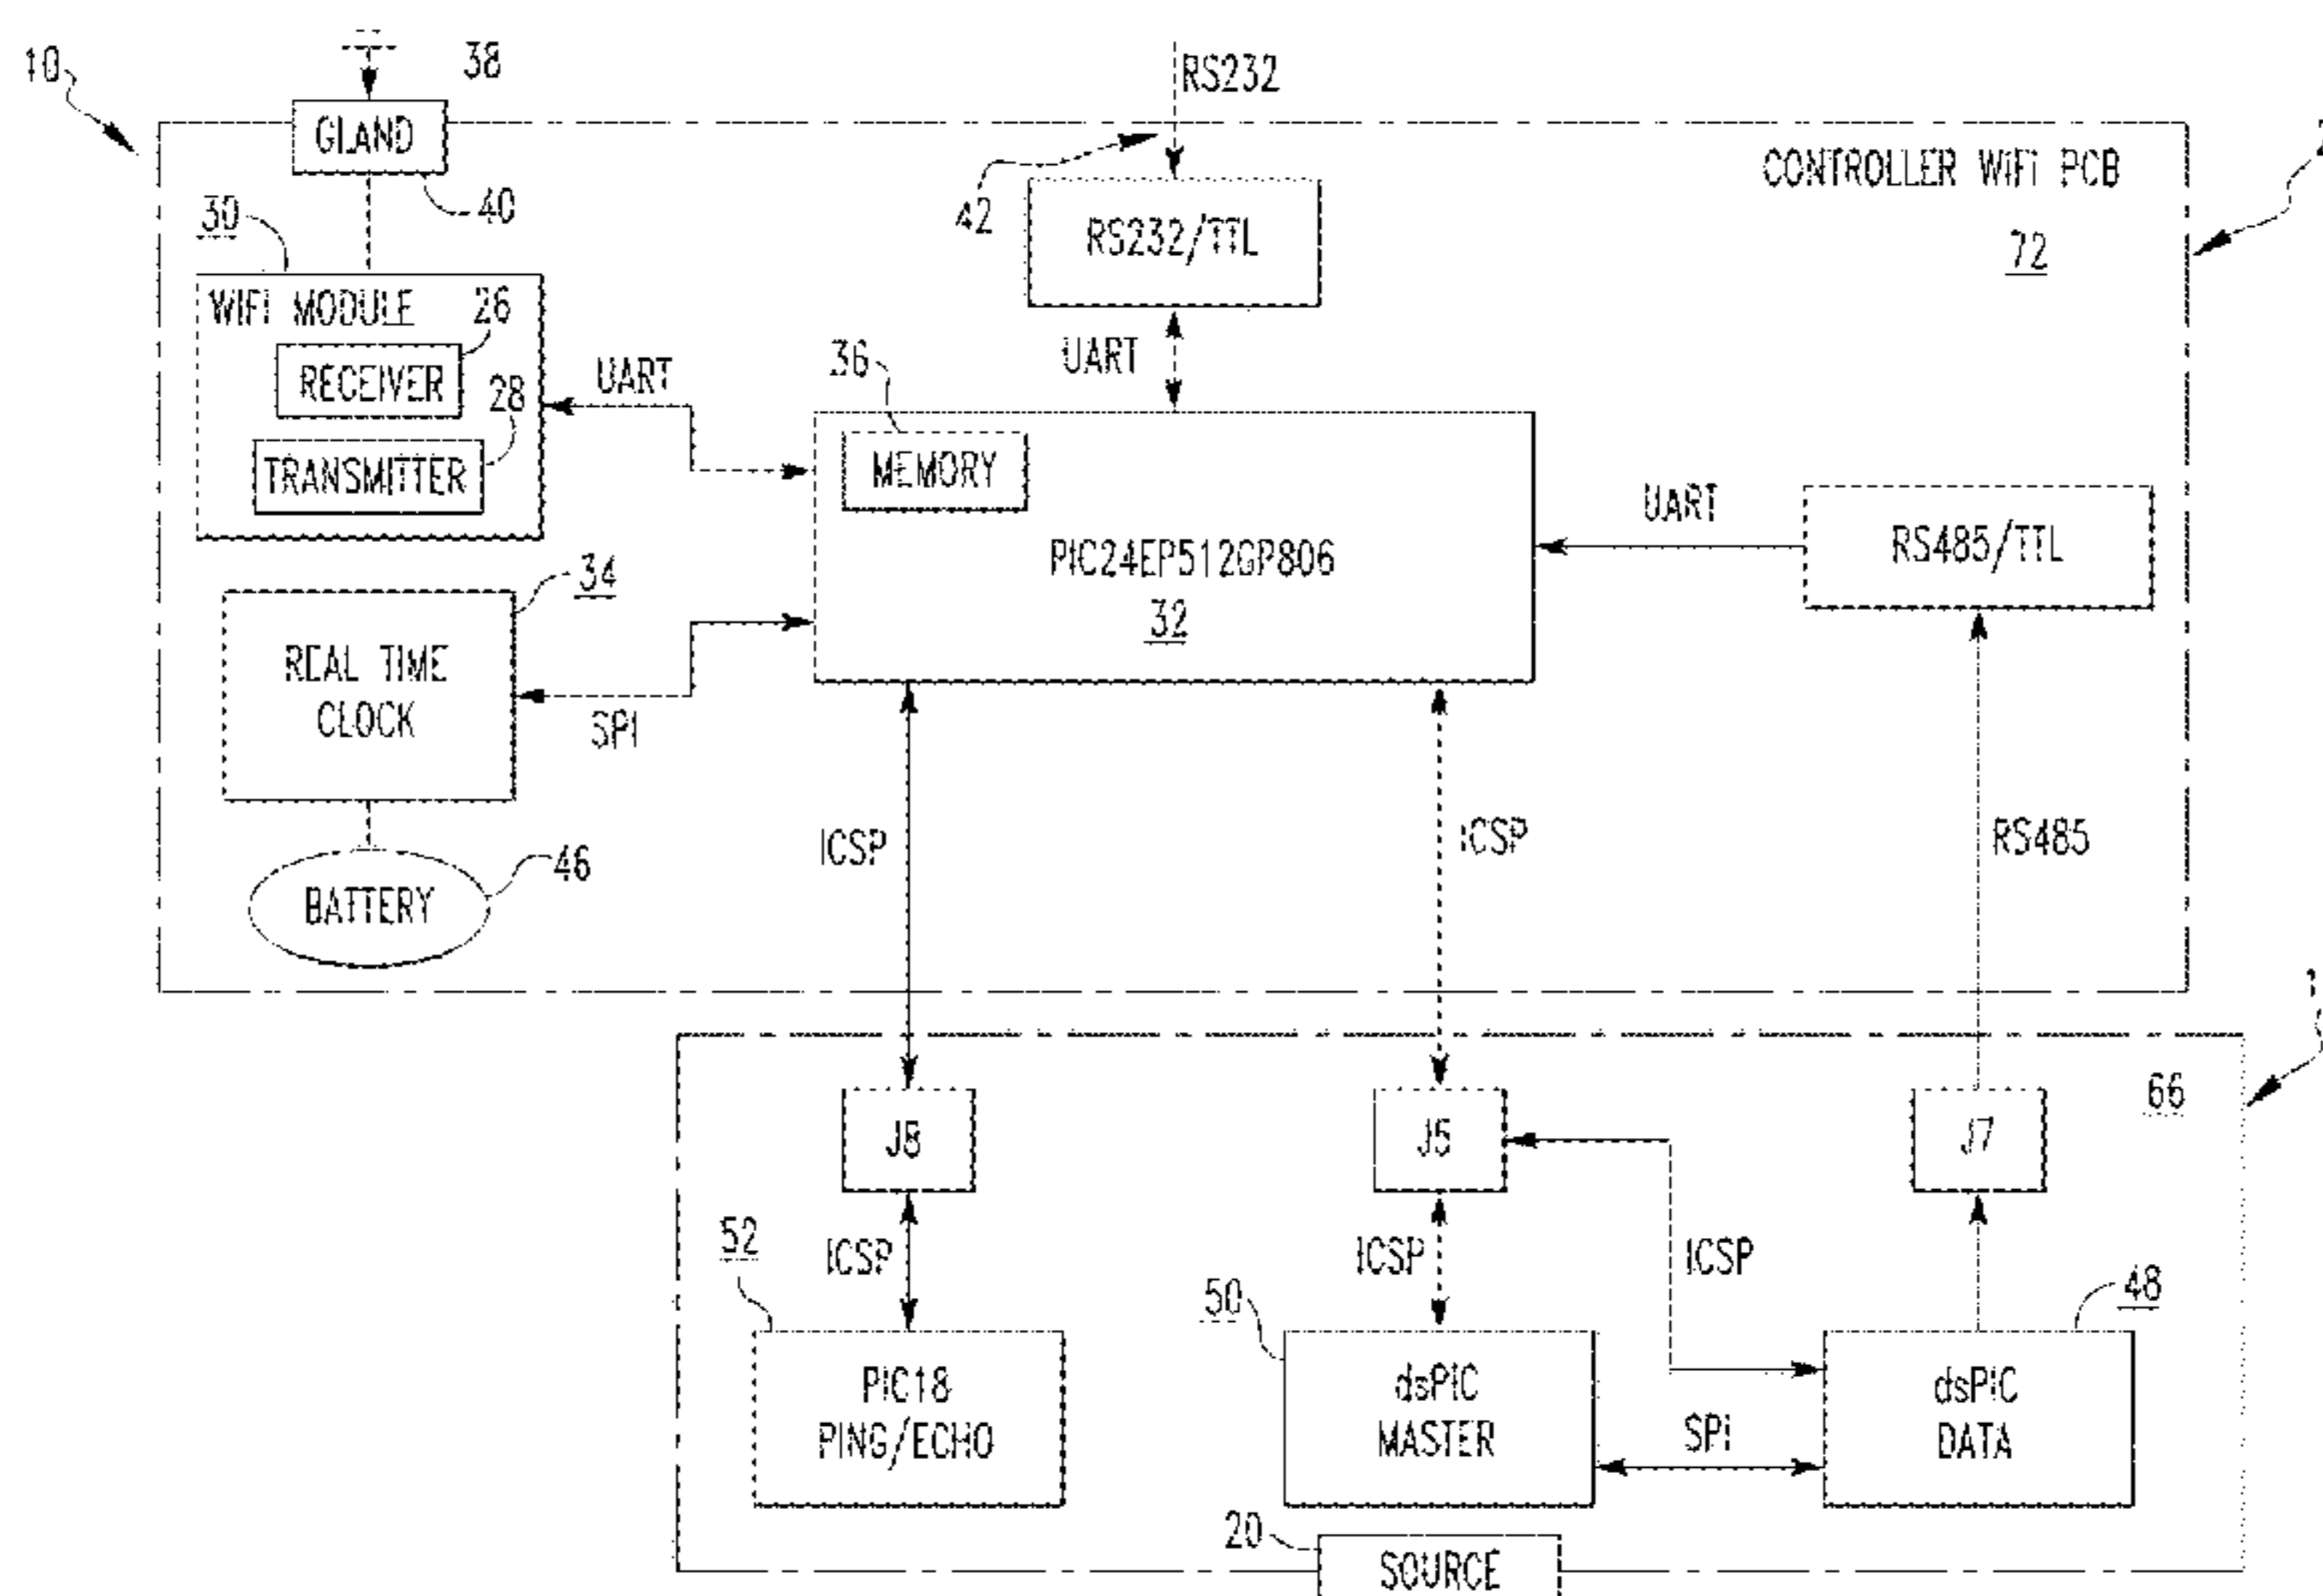 10
38
RS232
GLAND
40
CONTROLLER WiFi PCB
72
42
RS232/TTL
30
WIFI MODULE
26
RECEIVER
28
TRANSMITTER
UART
UART
36
MEMORY
PIC24EP512GP806
32
UART
RS485/TTL
34
REAL TIME
CLOCK
SPI
46
BATTERY
ICSP
ICSP
RS485
66
J5
J7
52
ICSP
ICSP
ICSP
50
48
PIC18
PING/ECHO
dsPIC
MASTER
SPI
dsPIC
DATA
20
SOURCE